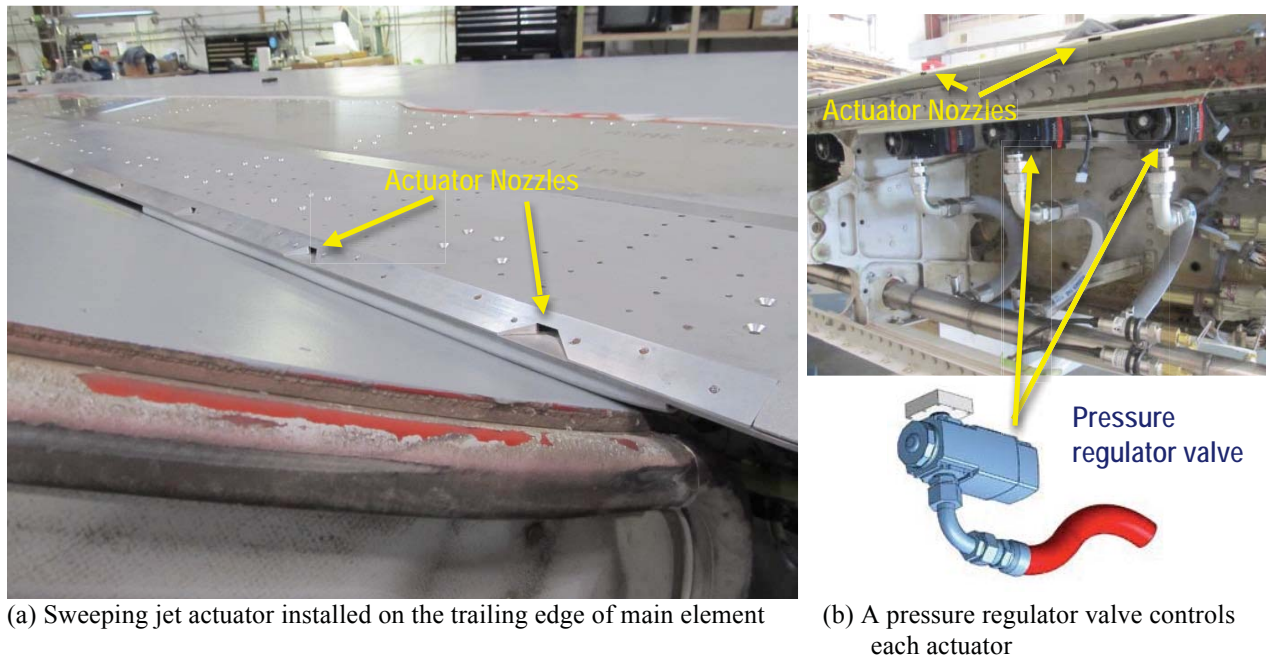 Actuator Nozzles
Actuator Nozzles
Pressure
regulator valve
(a) Sweeping jet actuator installed on the trailing edge of main element
(b) A pressure regulator valve controls
each actuator